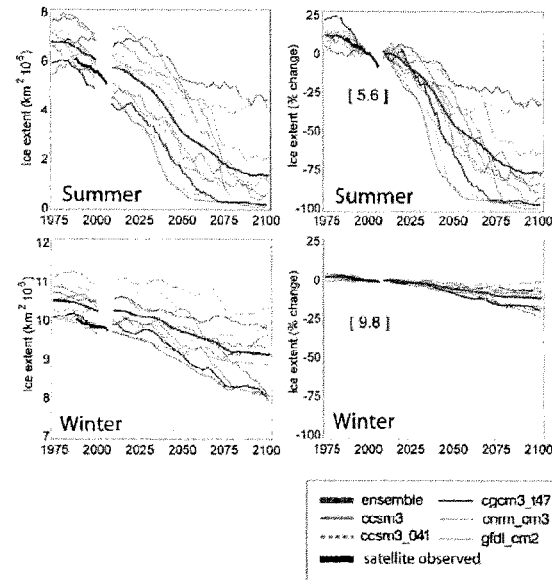 Ice extent (km² 10⁵)
8
6
4
2
0
Summer
1975 2000 2025 2050 2075 2100
Ice extent (% change)
25
0
-25
-50
-75
-100
[ 5.6 ]
Summer
1975 2000 2025 2050 2075 2100
Ice extent (km² 10⁵)
12
11
10
9
8
7
Winter
1975 2000 2025 2050 2075 2100
Ice extent (% change)
25
0
-25
-50
-75
-100
[ 9.8 ]
Winter
1975 2000 2025 2050 2075 2100
ensemble
ccsm3
ccsm3_041
satellite observed
cgcm3_t47
cnrm_cm3
gfdl_cm2